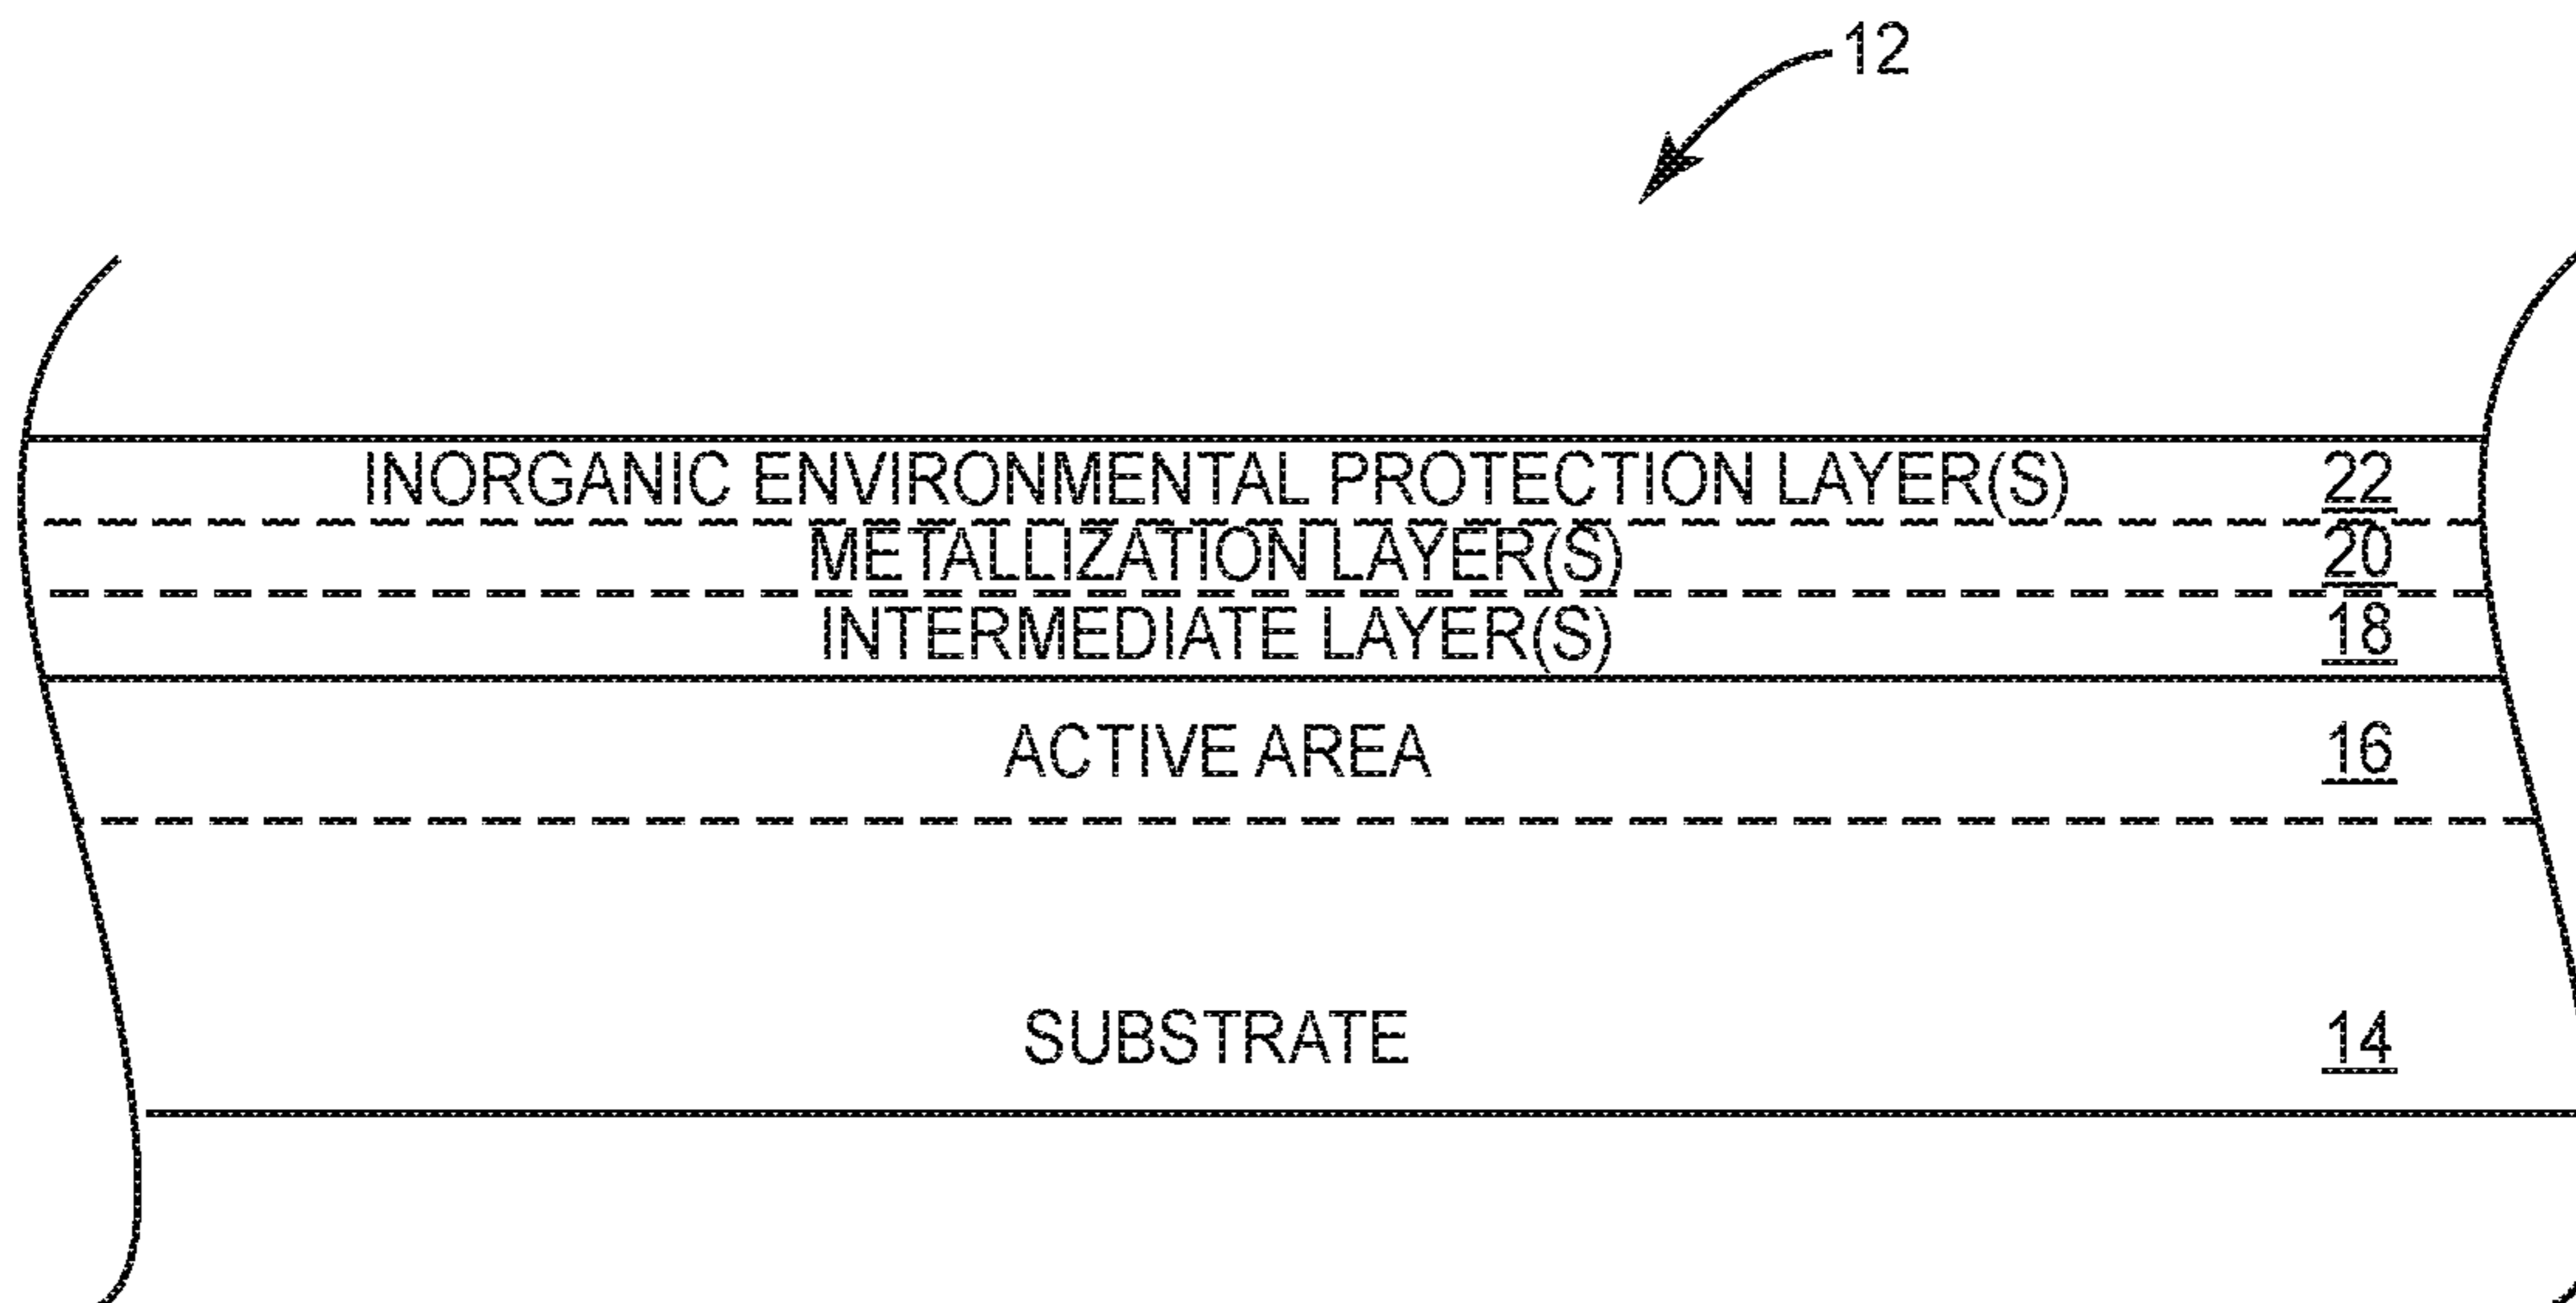 12
INORGANIC ENVIRONMENTAL PROTECTION LAYER(S) 22
METALLIZATION LAYER(S) 20
INTERMEDIATE LAYER(S) 18
ACTIVE AREA 16
SUBSTRATE 14